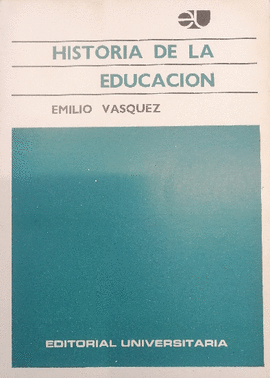 eu
HISTORIA DE LA
EDUCACION
EMILIO VASQUEZ
EDITORIAL UNIVERSITARIA